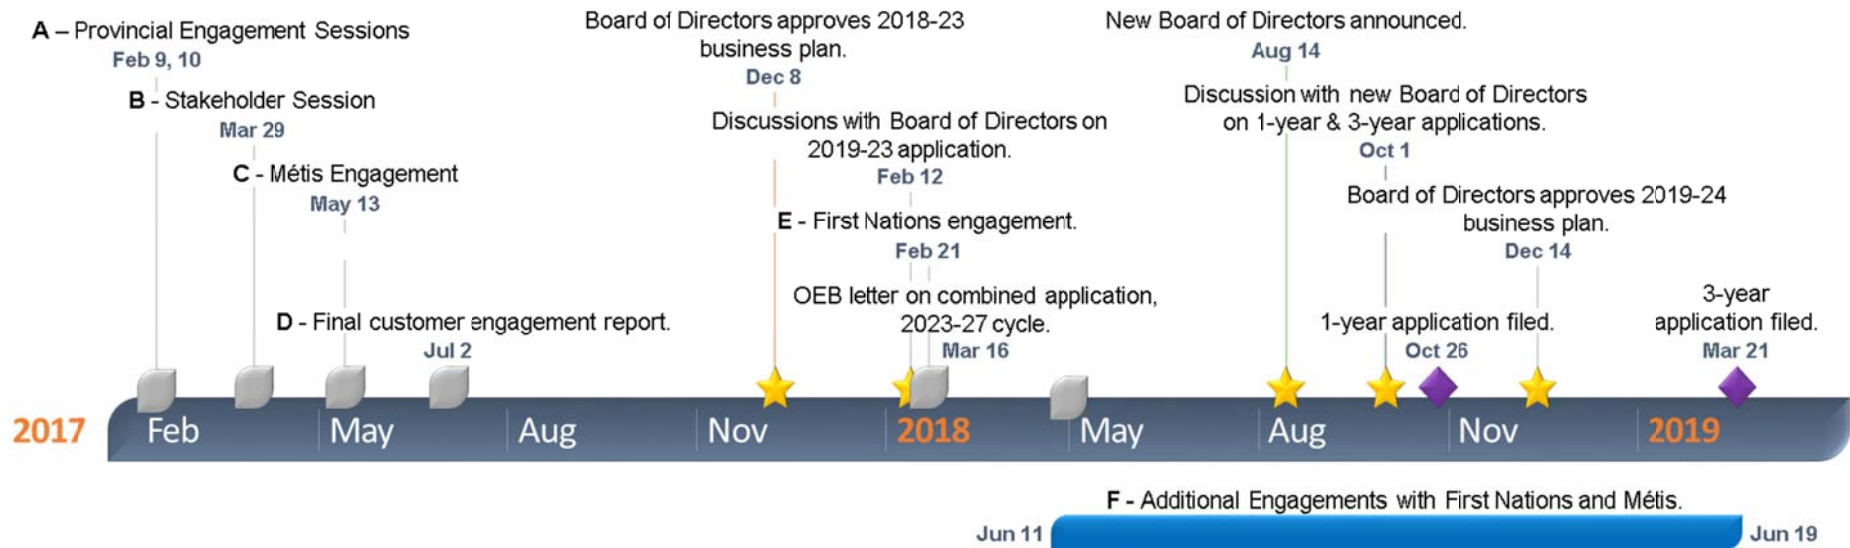 A – Provincial Engagement Sessions
Feb 9, 10
B - Stakeholder Session
Mar 29
C - Métis Engagement
May 13
D - Final customer engagement report.
Jul 2
Board of Directors approves 2018-23
business plan.
Dec 8
Discussions with Board of Directors on
2019-23 application.
Feb 12
E - First Nations engagement.
Feb 21
OEB letter on combined application,
2023-27 cycle.
Mar 16
New Board of Directors announced.
Aug 14
Discussion with new Board of Directors
on 1-year & 3-year applications.
Oct 1
Board of Directors approves 2019-24
business plan.
Dec 14
1-year application filed.
Oct 26
3-year
application filed.
Mar 21
2017 Feb May Aug Nov 2018 May Aug Nov 2019
F - Additional Engagements with First Nations and Métis.
Jun 11 Jun 19